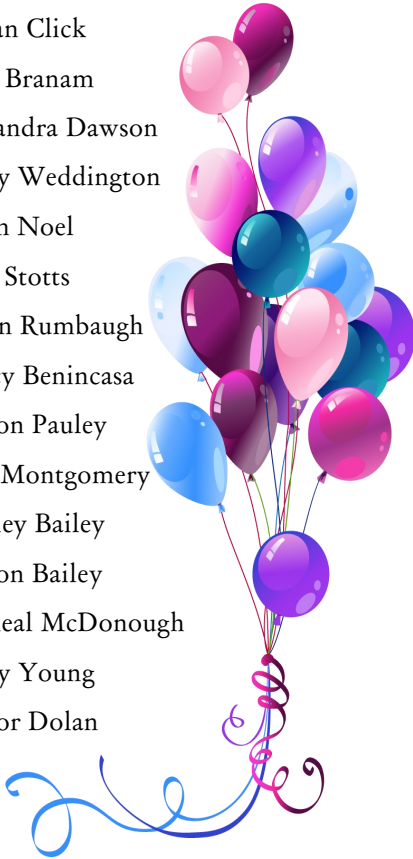 an Click
Branam
andra Dawson
y Weddington
n Noel
Stotts
n Rumbaugh
y Benincasa
on Pauley
Montgomery
ley Bailey
on Bailey
eal McDonough
y Young
or Dolan